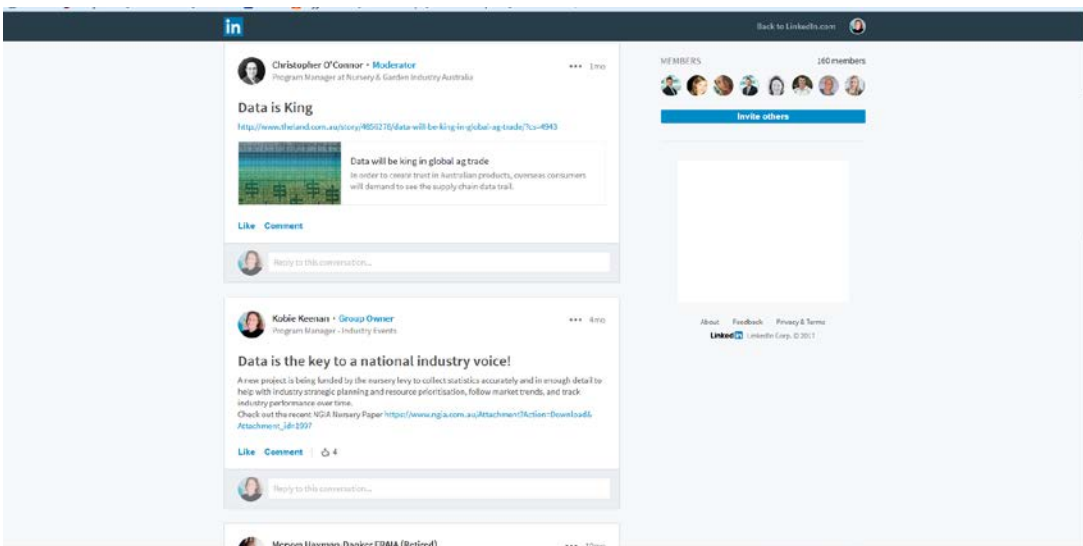 in
Back to LinkedIn.com
Christopher O'Connor • Moderator
••• 1mo
Program Manager at Nursery & Garden Industry Australia
Data is King
http://www.theland.com.au/story/4656278/data-will-be-king-in-global-ag-trade/?cs=4943
Data will be king in global ag trade
In order to create trust in Australian products, overseas consumers
will demand to see the supply chain data trail.
Like Comment
Reply to this conversation...
Kobie Keenan • Group Owner
••• 4mo
Program Manager - Industry Events
Data is the key to a national industry voice!
A new project is being funded by the nursery levy to collect statistics accurately and in enough detail to
help with industry strategic planning and resource prioritisation, follow market trends, and track
industry performance over time.
Check out the recent NGIA Nursery Paper https://www.ngia.com.au/Attachment?Action=Download&
Attachment_id=1997
Like Comment 4
Reply to this conversation...
(Retired)
MEMBERS
160 members
Invite others
About Feedback Privacy & Terms
LinkedIn LinkedIn Corp. © 2017